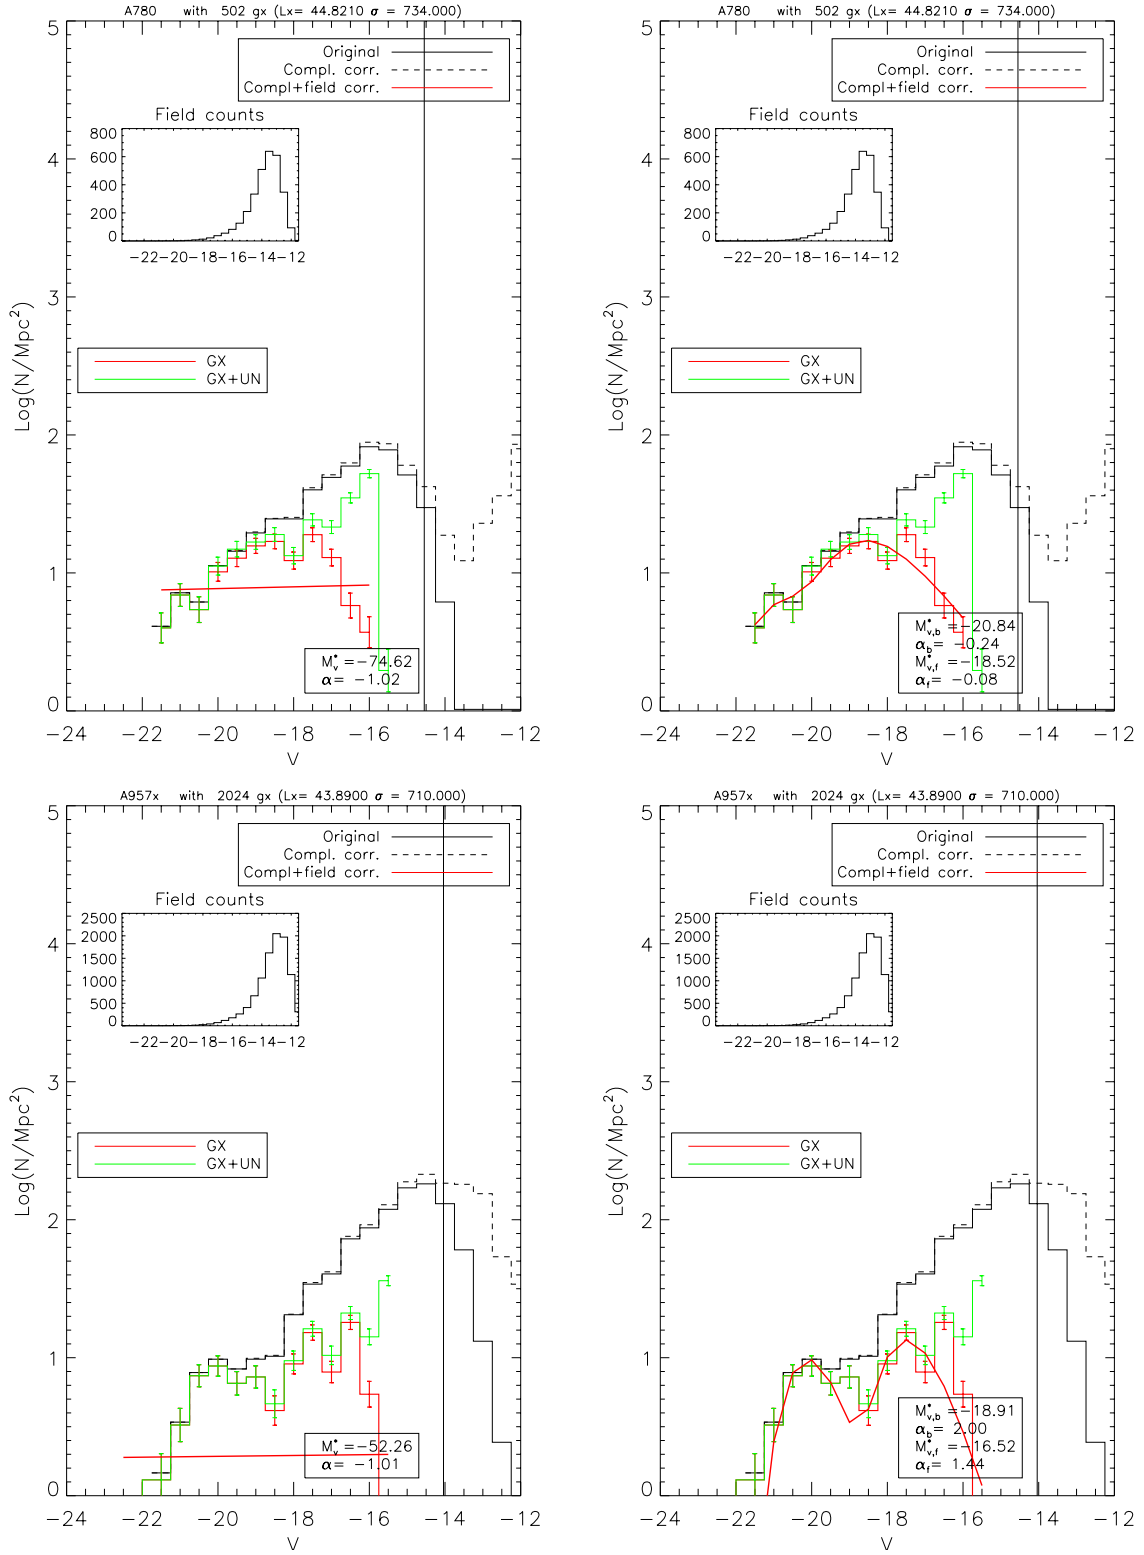 A780 with 502 gx (Lx= 44.8210 σ = 734.000)
Original
Compl. corr.
Compl+field corr.
Field counts
800
600
400
200
0
-22-20-18-16-14-12
GX
GX+UN
M*v=-74.62
α= -1.02
5
4
3
2
1
0
Log(N/Mpc²)
-24 -22 -20 -18 -16 -14 -12
V
A780 with 502 gx (Lx= 44.8210 σ = 734.000)
Original
Compl. corr.
Compl+field corr.
Field counts
800
600
400
200
0
-22-20-18-16-14-12
GX
GX+UN
M*v,b =-20.84
αb= -0.24
M*v,f =-18.52
αf= -0.08
5
4
3
2
1
0
Log(N/Mpc²)
-24 -22 -20 -18 -16 -14 -12
V
A957x with 2024 gx (Lx= 43.8900 σ = 710.000)
Original
Compl. corr.
Compl+field corr.
Field counts
2500
2000
1000
500
0
-22-20-18-16-14-12
GX
GX+UN
M*v=-52.26
α= -1.01
5
4
3
2
1
0
Log(N/Mpc²)
-24 -22 -20 -18 -16 -14 -12
V
A957x with 2024 gx (Lx= 43.8900 σ = 710.000)
Original
Compl. corr.
Compl+field corr.
Field counts
2500
2000
1000
500
0
-22-20-18-16-14-12
GX
GX+UN
M*v,b =-18.91
αb= 2.00
M*v,f =-16.52
αf= 1.44
5
4
3
2
1
0
Log(N/Mpc²)
-24 -22 -20 -18 -16 -14 -12
V